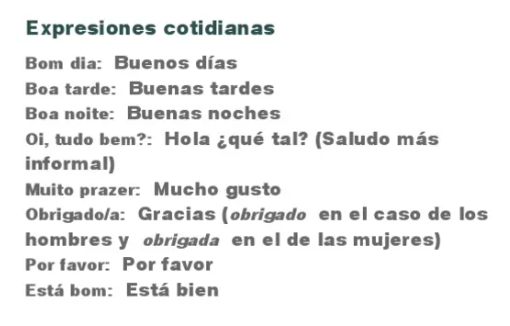 Expresiones cotidianas
Bom dia: Buenos días
Boa tarde: Buenas tardes
Boa noite: Buenas noches
Oi, tudo bem?: Hola ¿qué tal? (Saludo más
informal)
Muito prazer: Mucho gusto
Obrigado/a: Gracias (obrigado en el caso de los
hombres y obrigada en el de las mujeres)
Por favor: Por favor
Está bom: Está bien